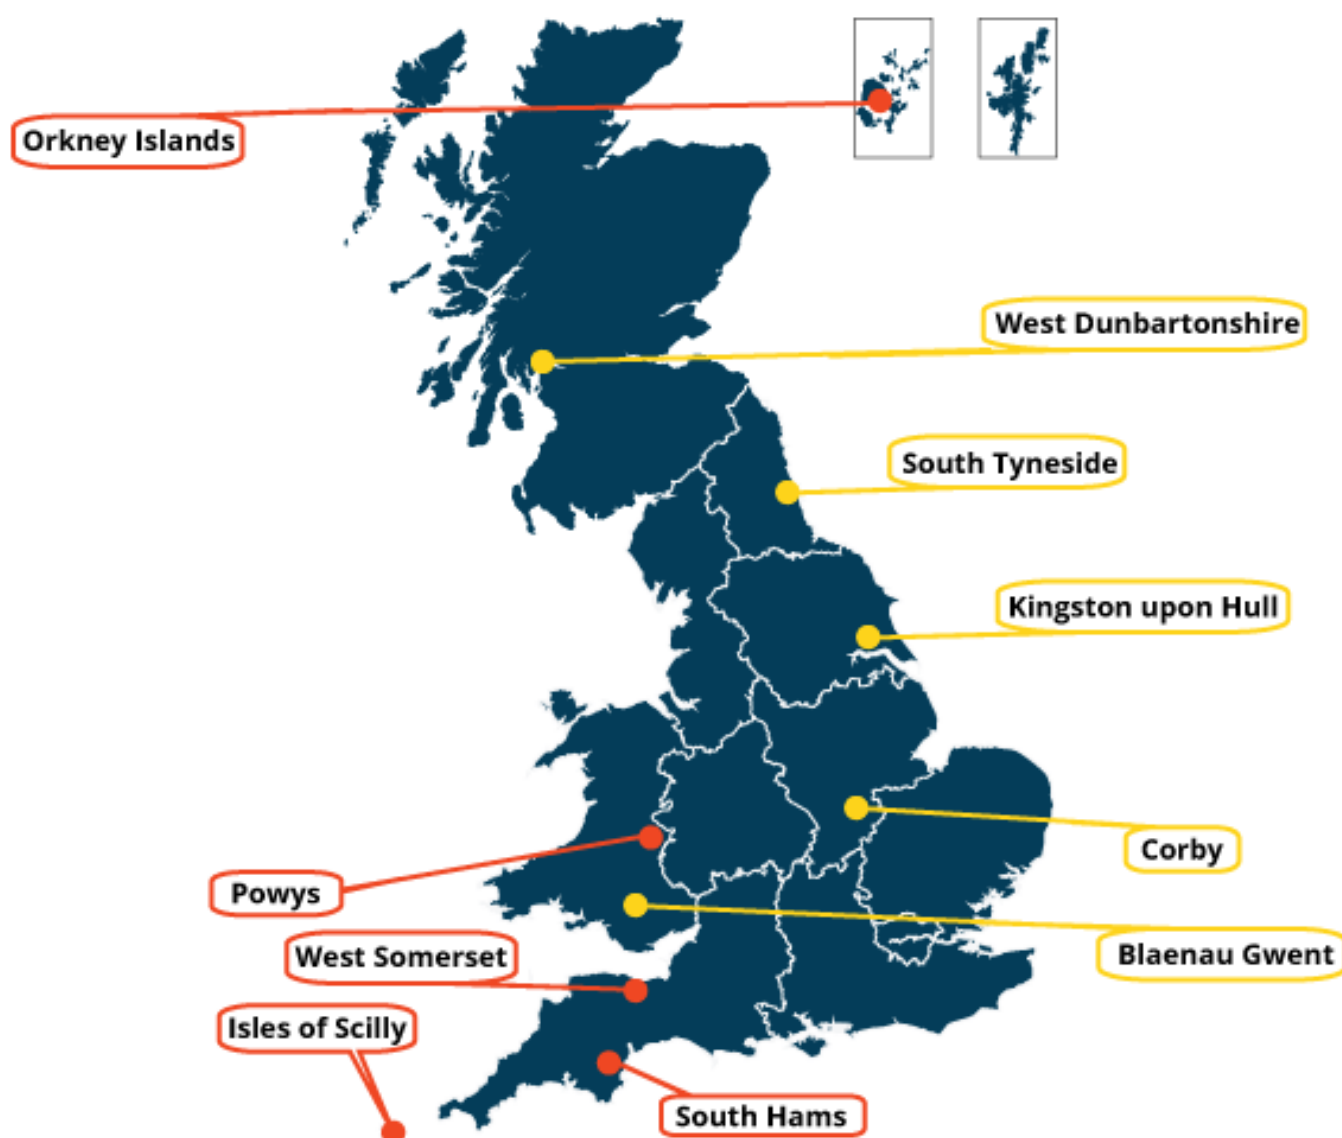 Orkney Islands
West Dunbartonshire
South Tyneside
Kingston upon Hull
Corby
Powys
Blaenau Gwent
West Somerset
Isles of Scilly
South Hams